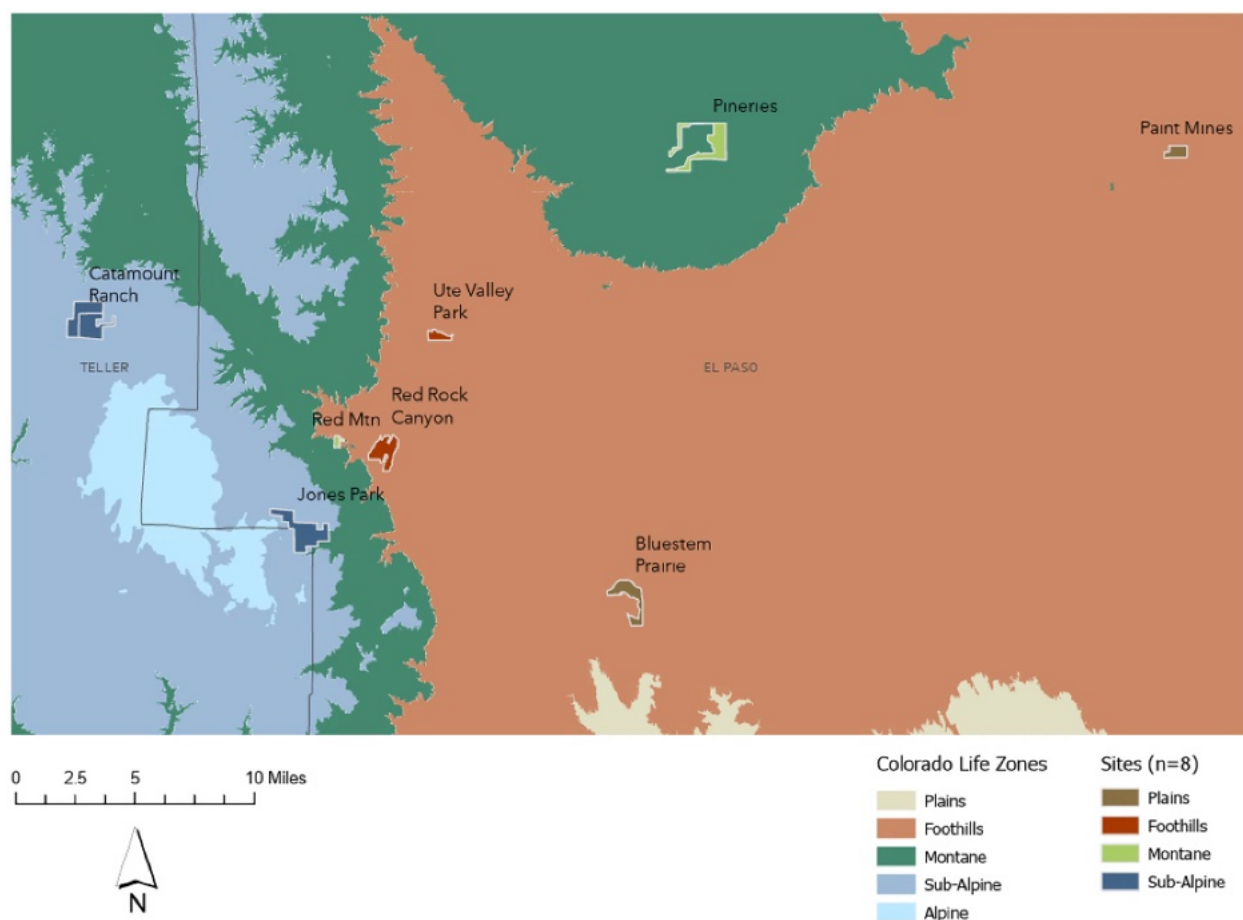 Pineries
Paint Mines
Catamount
Ranch
Ute Valley
Park
TELLER
EL PASO
Red Rock
Canyon
Red Mtn
Jones Park
Bluestem
Prairie
0 2.5 5 10 Miles
N
Colorado Life Zones
Plains
Foothills
Montane
Sub-Alpine
Alpine
Sites (n=8)
Plains
Foothills
Montane
Sub-Alpine